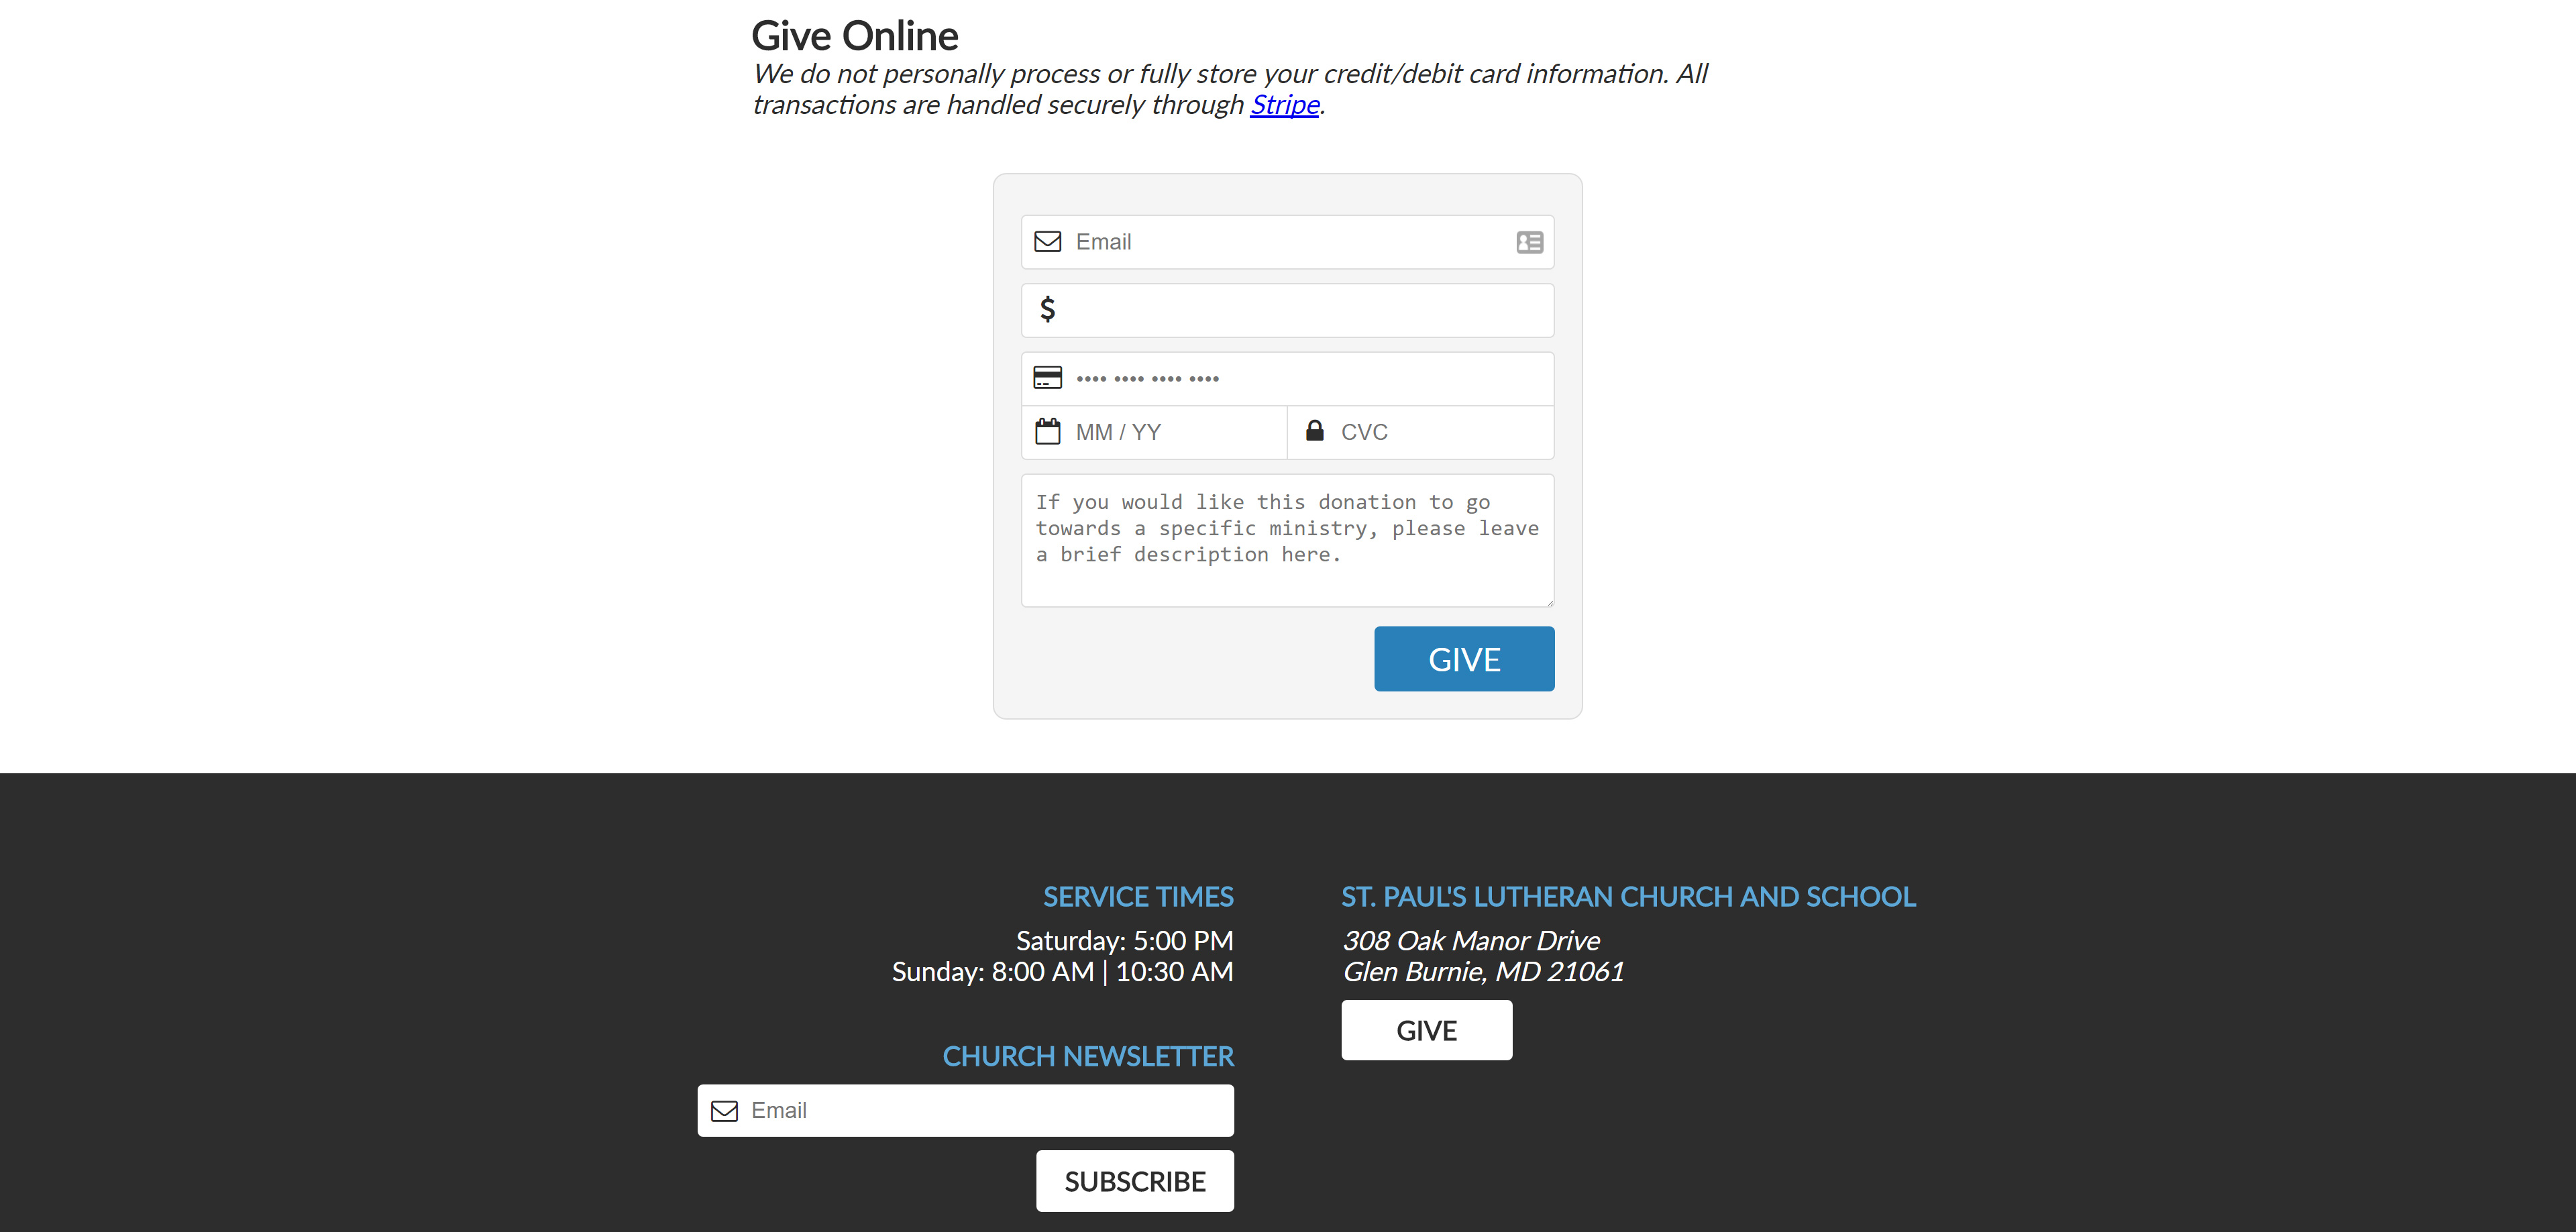 Give Online
We do not personally process or fully store your credit/debit card information. All
transactions are handled securely through Stripe.
Email
$
•••• •••• •••• ••••
MM / YY
CVC
If you would like this donation to go
towards a specific ministry, please leave
a brief description here.
GIVE
SERVICE TIMES
Saturday: 5:00 PM
Sunday: 8:00 AM | 10:30 AM
CHURCH NEWSLETTER
Email
SUBSCRIBE
ST. PAUL'S LUTHERAN CHURCH AND SCHOOL
308 Oak Manor Drive
Glen Burnie, MD 21061
GIVE